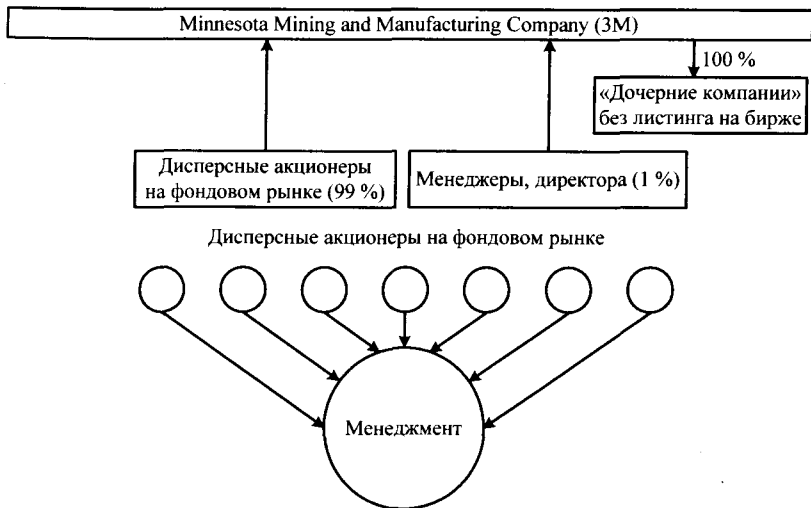 Minnesota Mining and Manufacturing Company (3M)
100 %
«Дочерние компании»
без листинга на бирже
Дисперсные акционеры
на фондовом рынке (99 %)
Менеджеры, директора (1 %)
Дисперсные акционеры на фондовом рынке
Менеджмент